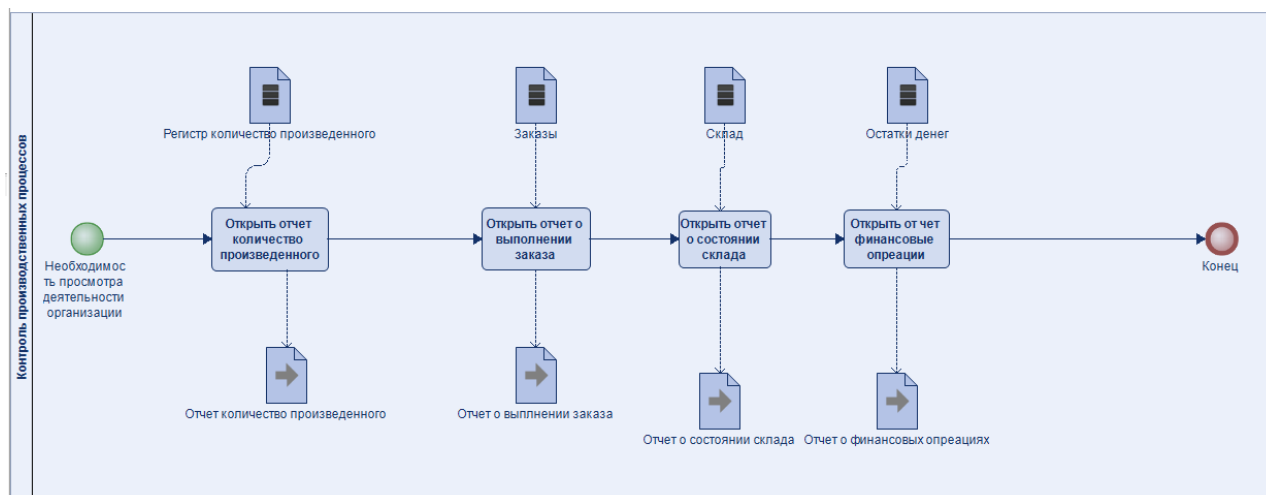 Контроль производственных процессов
Регистр количество произведенного
Заказы
Склад
Остатки денег
Необходимос
ть просмотра
деятельности
организации
Открыть отчет
количество
произведенного
Открыть отчет о
выполнении
заказа
Открыть отчет
о состоянии
склада
Открыть от чет
финансовые
опреации
Конец
Отчет количество произведенного
Отчет о выплнении заказа
Отчет о состоянии склада
Отчет о финансовых опреациях